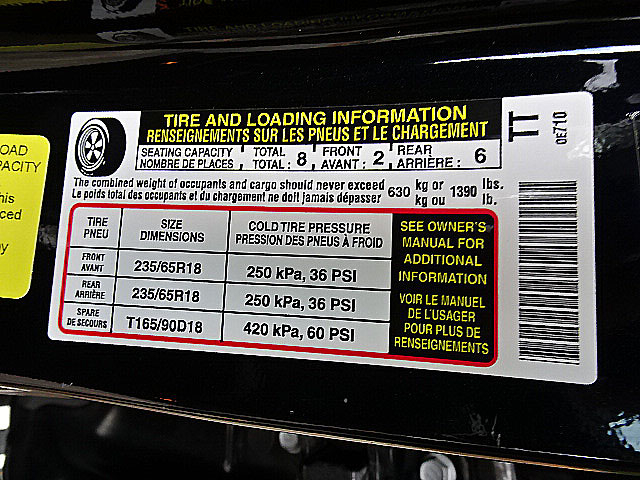 TIRE AND LOADING INFORMATION
RENSEIGNEMENTS SUR LES PNEUS ET LE CHARGEMENT
SEATING CAPACITY TOTAL FRONT REAR
NOMBRE DE PLACES TOTAL : 8 AVANT : 2 ARRIÈRE : 6
The combined weight of occupants and cargo should never exceed 630 kg or 1390 lbs.
Le poids total des occupants et du chargement ne doit jamais dépasser kg ou lb.
TIRE
PNEU
SIZE
DIMENSIONS
COLD TIRE PRESSURE
PRESSION DES PNEUS À FROID
FRONT
AVANT
235/65R18
250 kPa, 36 PSI
REAR
ARRIÈRE
235/65R18
250 kPa, 36 PSI
SPARE
DE SECOURS
T165/90D18
420 kPa, 60 PSI
SEE OWNER'S
MANUAL FOR
ADDITIONAL
INFORMATION
VOIR LE MANUEL
DE L'USAGER
POUR PLUS DE
RENSEIGNEMENTS
TT
0E710
OAD
APACITY
his
ced
y